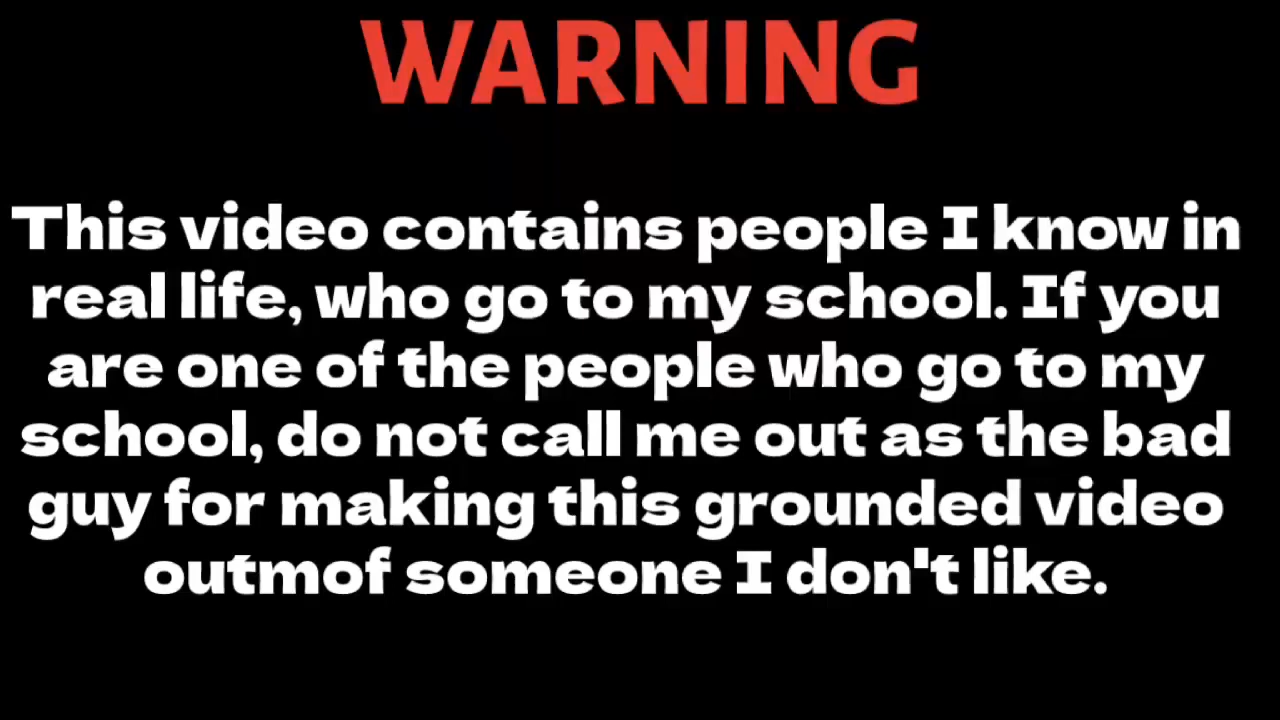 WARNING
This video contains people I know in
real life, who go to my school. If you
are one of the people who go to my
school, do not call me out as the bad
guy for making this grounded video
outmof someone I don't like.